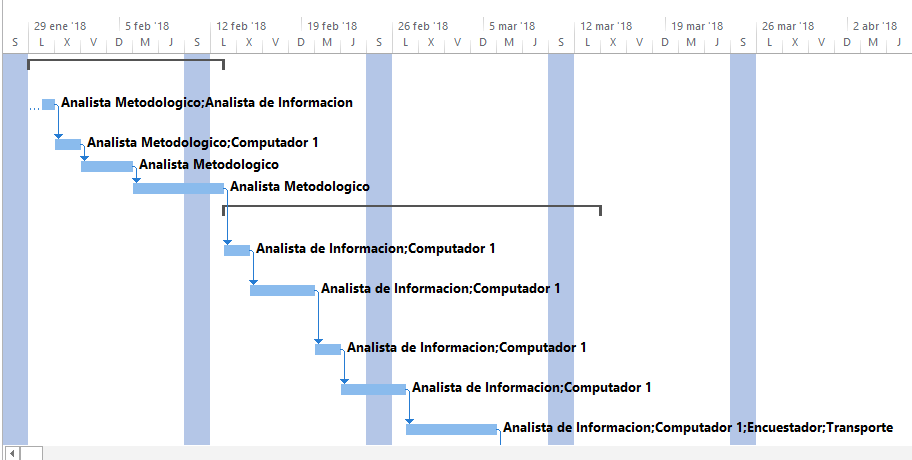 29 ene '18 5 feb '18 12 feb '18 19 feb '18 26 feb '18 5 mar '18 12 mar '18 19 mar '18 26 mar '18 2 abr '18
S L X V D M J S L X V D M J S L X V D M J S L X V D M J S L X V D M J
Analista Metodologico;Analista de Informacion
Analista Metodologico;Computador 1
Analista Metodologico
Analista Metodologico
Analista de Informacion;Computador 1
Analista de Informacion;Computador 1
Analista de Informacion;Computador 1
Analista de Informacion;Computador 1
Analista de Informacion;Computador 1;Encuestador;Transporte